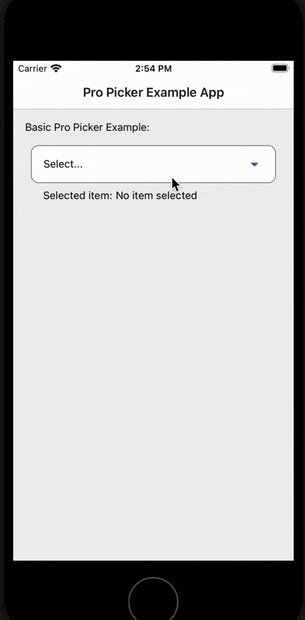 Carrier 2:54 PM
Pro Picker Example App
Basic Pro Picker Example:
Select...
Selected item: No item selected